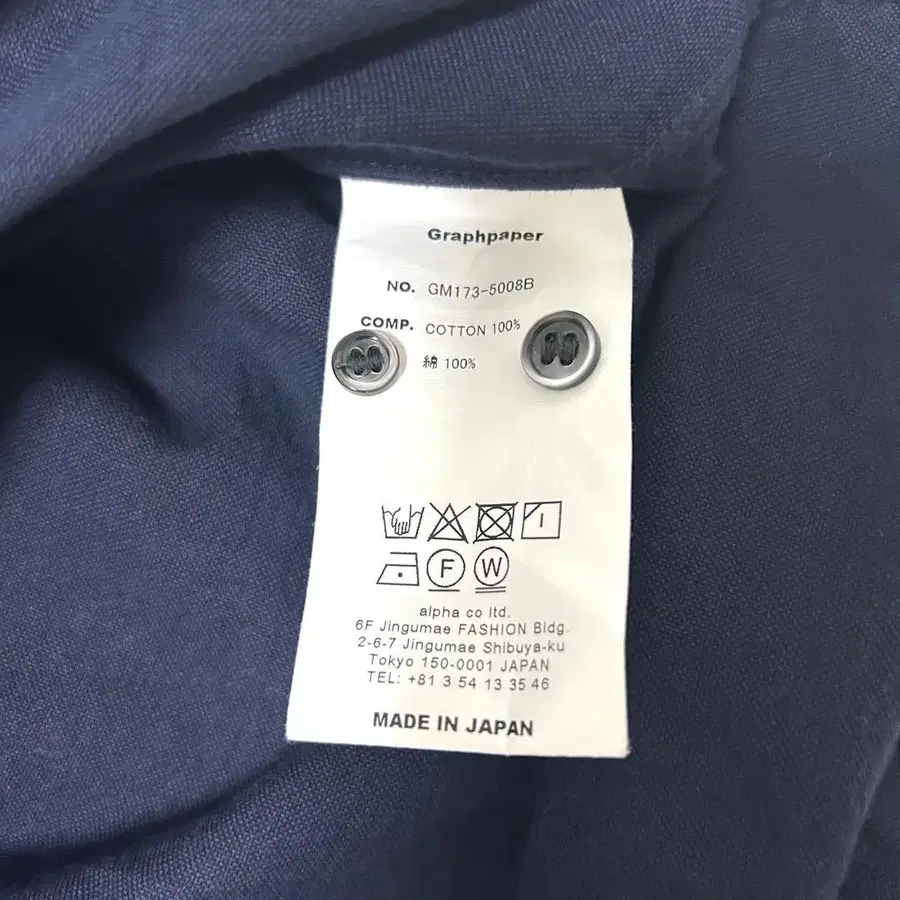 Graphpaper
NO. GM173-5008B
COMP. COTTON 100%
綿 100%
F W
alpha co ltd.
6F Jingumae FASHION Bldg.
2-6-7 Jingumae Shibuya-ku
Tokyo 150-0001 JAPAN
TEL: +81 3 54 13 35 46
MADE IN JAPAN